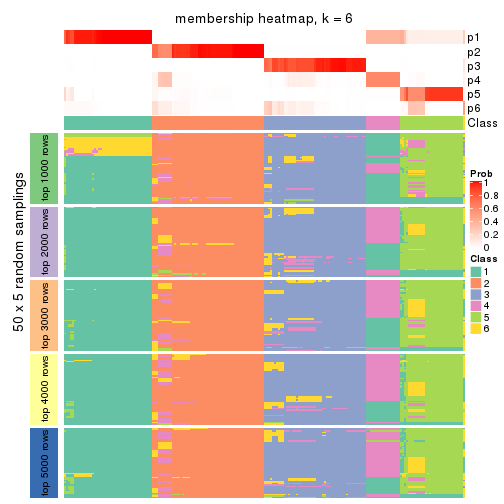 membership heatmap, k = 6
p1
p2
p3
p4
p5
p6
Class
50 x 5 random samplings
top 1000 rows
top 2000 rows
top 3000 rows
top 4000 rows
top 5000 rows
Prob
1
0.8
0.6
0.4
0.2
0
Class
1
2
3
4
5
6